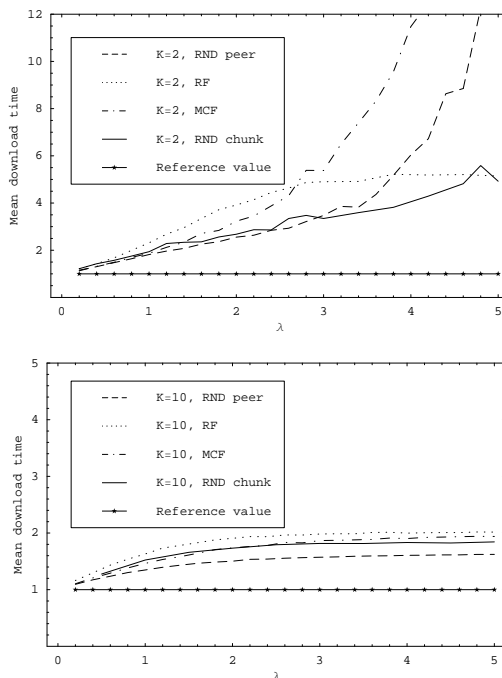 12
10
8
6
4
2
Mean download time
K=2, RND peer
K=2, RF
K=2, MCF
K=2, RND chunk
Reference value
0 1 2 3 4 5
λ
5
4
3
2
1
Mean download time
K=10, RND peer
K=10, RF
K=10, MCF
K=10, RND chunk
Reference value
0 1 2 3 4 5
λ